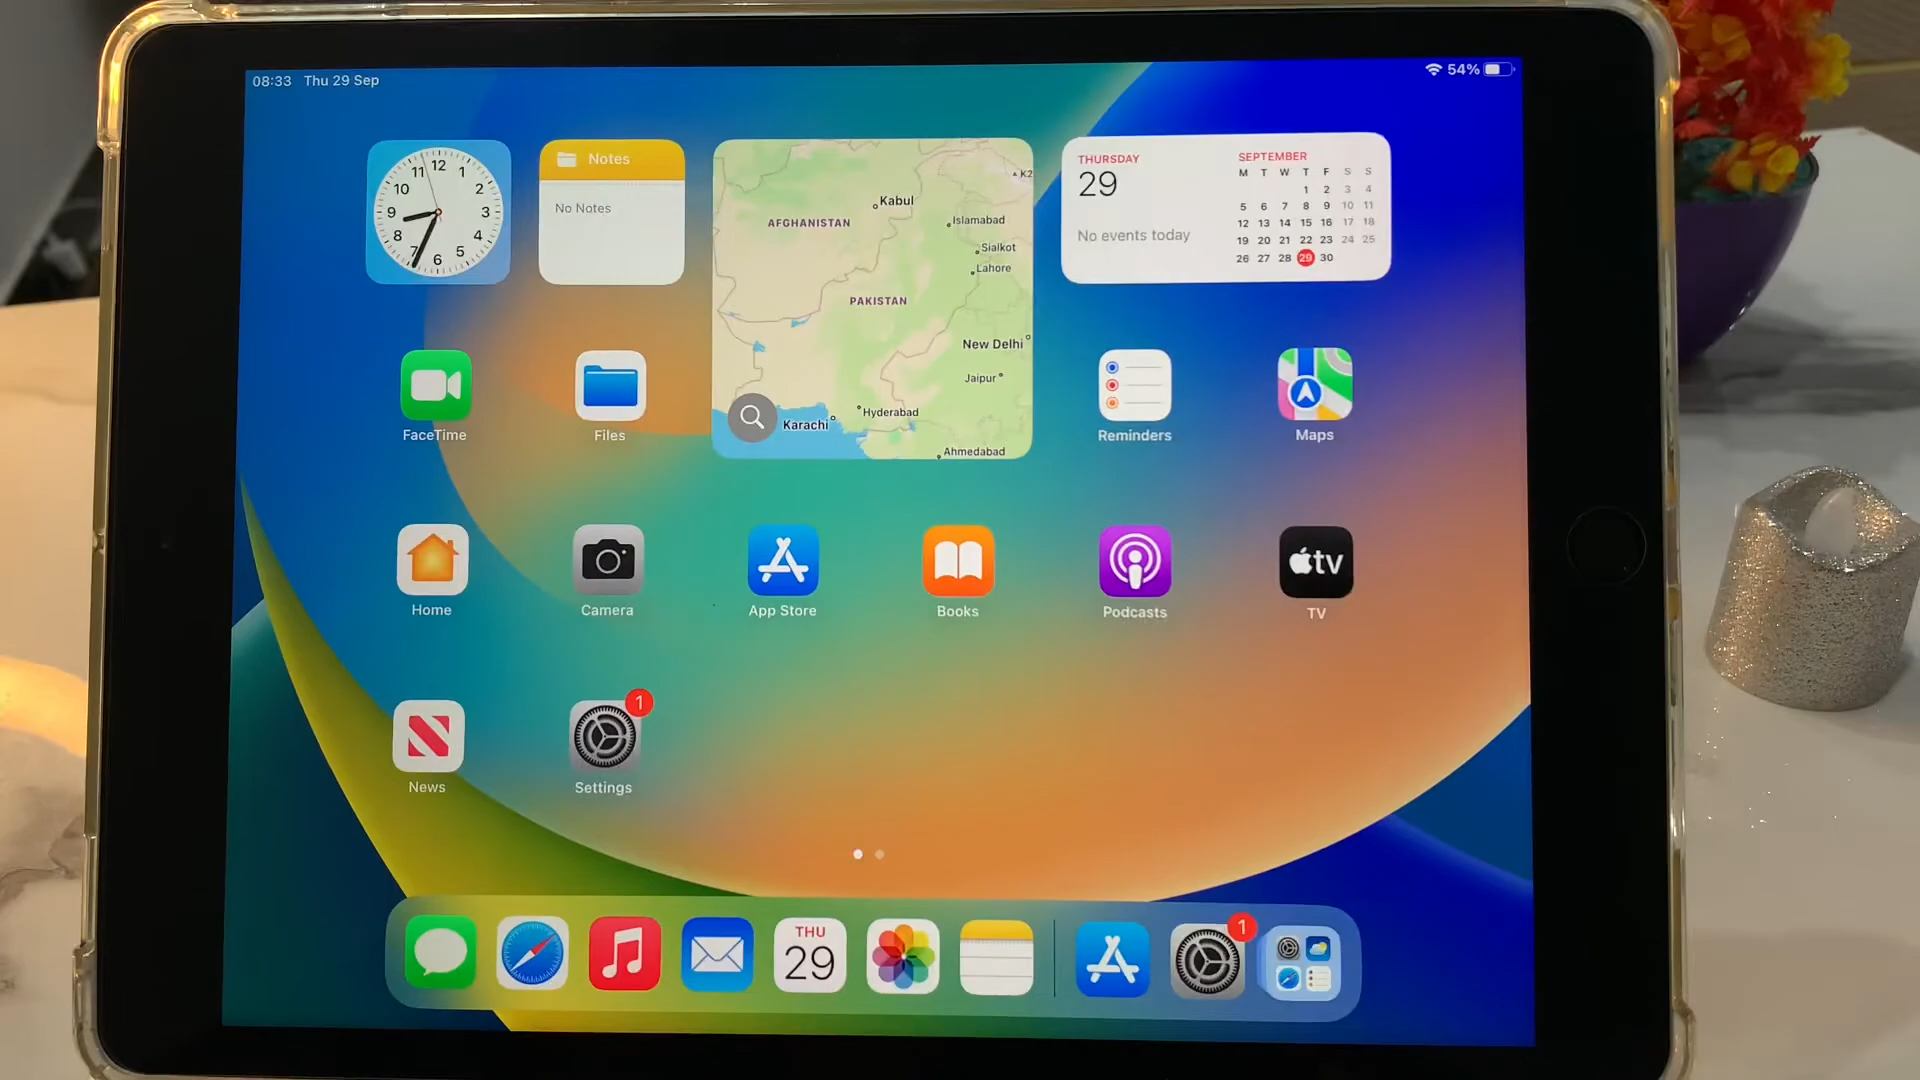 08:33 Thu 29 Sep
54%
12
1
2
3
4
5
6
7
8
9
10
11
Notes
No Notes
K2
Kabul
AFGHANISTAN
Islamabad
Sialkot
Lahore
PAKISTAN
New Delhi
Jaipur
Hyderabad
Karachi
Ahmedabad
THURSDAY
29
No events today
SEPTEMBER
M T W T F S S
1 2 3 4
5 6 7 8 9 10 11
12 13 14 15 16 17 18
19 20 21 22 23 24 25
26 27 28 29 30
FaceTime
Files
Reminders
Maps
Home
Camera
App Store
Books
Podcasts
tv
TV
News
1
Settings
THU
29
1